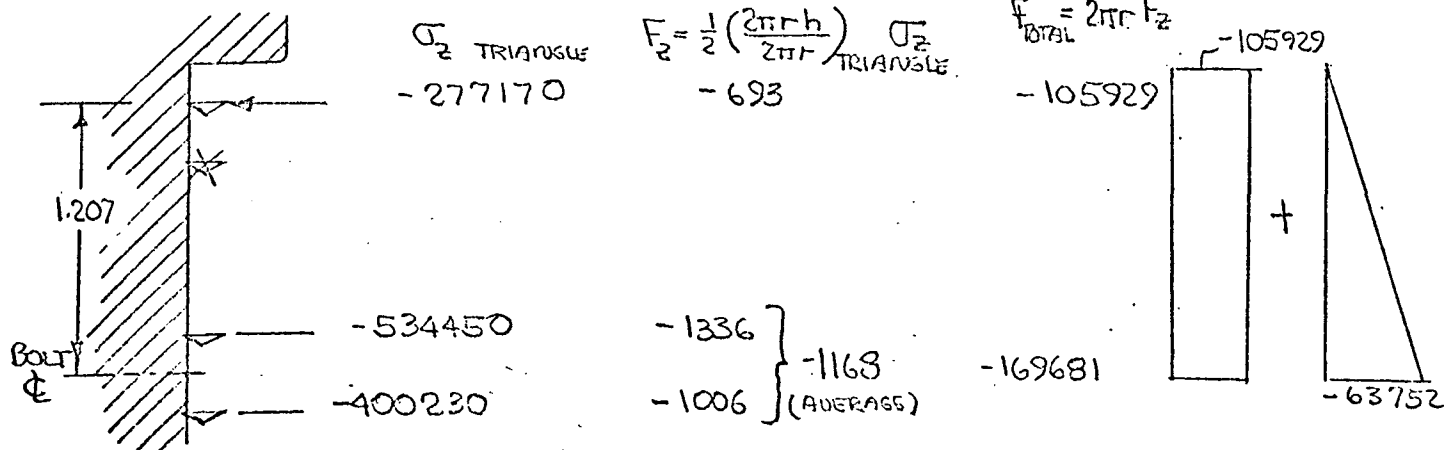 σz TRIANGLE Fz = 1/2 (2πrh / 2πr) σz TRIANGLE F TOTAL = 2πr Fz
-105929
-277170 -693 -105929
1.207
+
-534450 -1336
BOLT -1168 -169681
℄ (AVERAGE)
-400230 -1006 -63752